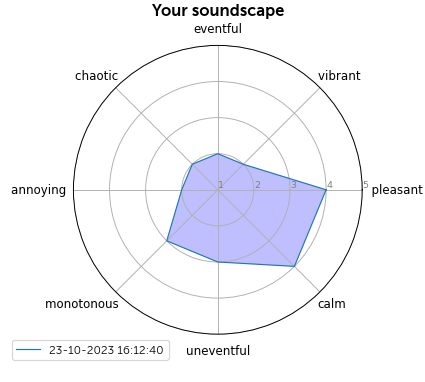 Your soundscape
eventful
chaotic
vibrant
annoying
1
2
3
4
5
pleasant
monotonous
calm
uneventful
23-10-2023 16:12:40